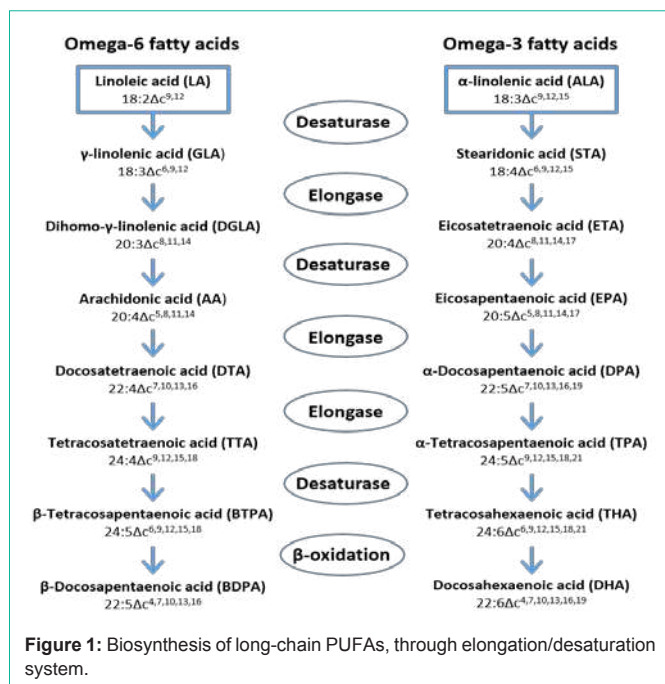 Omega-6 fatty acids
Omega-3 fatty acids
Linoleic acid (LA)
18:2Δc9,12
α-linolenic acid (ALA)
18:3Δc9,12,15
Desaturase
γ-linolenic acid (GLA)
18:3Δc6,9,12
Stearidonic acid (STA)
18:4Δc6,9,12,15
Elongase
Dihomo-γ-linolenic acid (DGLA)
20:3Δc8,11,14
Eicosatetraenoic acid (ETA)
20:4Δc8,11,14,17
Desaturase
Arachidonic acid (AA)
20:4Δc5,8,11,14
Eicosapentaenoic acid (EPA)
20:5Δc5,8,11,14,17
Elongase
Docosatetraenoic acid (DTA)
22:4Δc7,10,13,16
α-Docosapentaenoic acid (DPA)
22:5Δc7,10,13,16,19
Elongase
Tetracosatetraenoic acid (TTA)
24:4Δc9,12,15,18
α-Tetracosapentaenoic acid (TPA)
24:5Δc9,12,15,18,21
Desaturase
β-Tetracosapentaenoic acid (BTPA)
24:5Δc6,9,12,15,18
Tetracosahexaenoic acid (THA)
24:6Δc6,9,12,15,18,21
β-oxidation
β-Docosapentaenoic acid (BDPA)
22:5Δc4,7,10,13,16
Docosahexaenoic acid (DHA)
22:6Δc4,7,10,13,16,19
Figure 1: Biosynthesis of long-chain PUFAs, through elongation/desaturation
system.